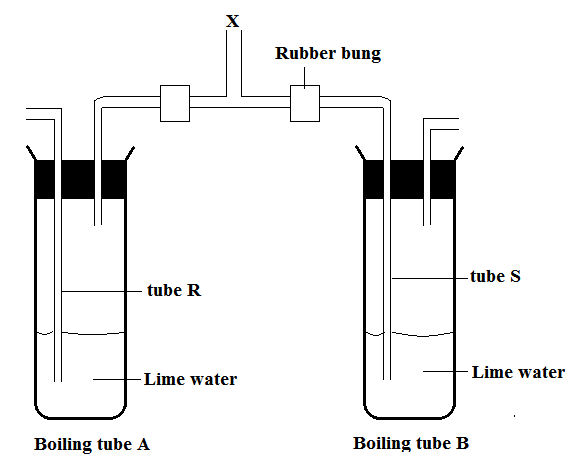 X
Rubber bung
tube R
tube S
Lime water
Lime water
Boiling tube A
Boiling tube B